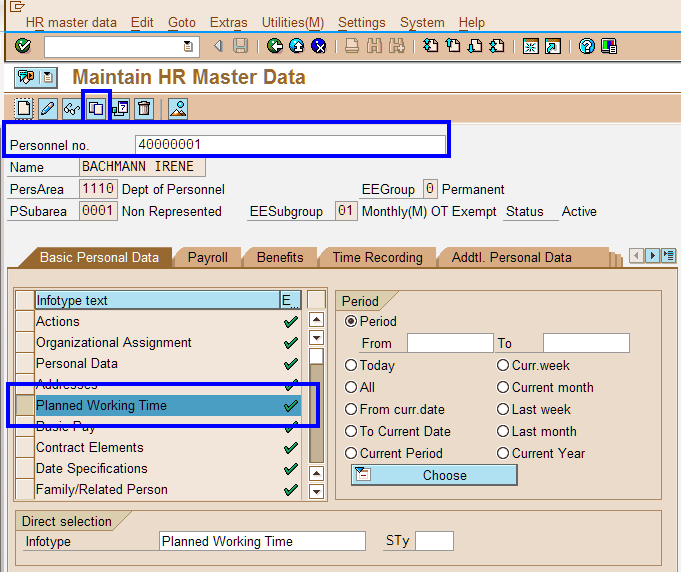 HR master data Edit Goto Extras Utilities(M) Settings System Help
Maintain HR Master Data
Personnel no. 40000001
Name BACHMANN IRENE
PersArea 1110 Dept of Personnel EEGroup 0 Permanent
PSubarea 0001 Non Represented EESubgroup 01 Monthly(M) OT Exempt Status Active
Basic Personal Data Payroll Benefits Time Recording Addtl. Personal Data
Infotype text E...
Actions
Organizational Assignment
Personal Data
Addresses
Planned Working Time
Basic Pay
Contract Elements
Date Specifications
Family/Related Person
Period
Period
From To
Today Curr.week
All Current month
From curr.date Last week
To Current Date Last month
Current Period Current Year
Choose
Direct selection
Infotype Planned Working Time STy